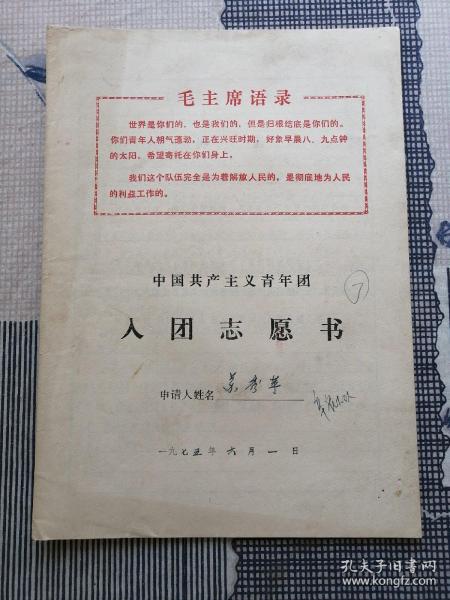 毛主席语录
世界是你们的，也是我们的，但是归根结底是你们的。
你们青年人朝气蓬勃，正在兴旺时期，好象早晨八、九点钟
的太阳。希望寄托在你们身上。
我们这个队伍完全是为着解放人民的，是彻底地为人民
的利益工作的。
中国共产主义青年团
7
入团志愿书
申请人姓名
一九七五年六月一日
孔夫子旧书网
www.kongfz.com